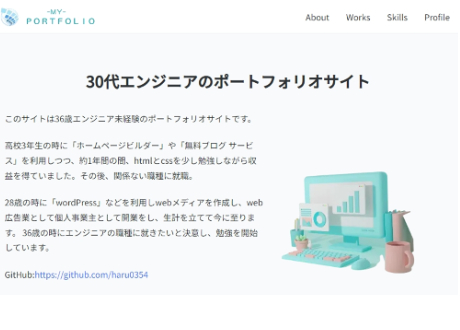 -MY-
PORTFOLIO
About Works Skills Profile
30代エンジニアのポートフォリオサイト
このサイトは36歳エンジニア未経験のポートフォリオサイトです。
高校3年生の時に「ホームページビルダー」や「無料ブログ サービ
ス」を利用しつつ、約1年間の間、htmlとcssを少し勉強しながら収
益を得ていました。その後、関係ない職種に就職。
28歳の時に「wordPress」などを利用しwebメディアを作成し、web
広告業として個人事業主として開業をし、生計を立てて今に至りま
す。 36歳の時にエンジニアの職種に就きたいと決意し、勉強を開始
しています。
GitHub:https://github.com/haru0354